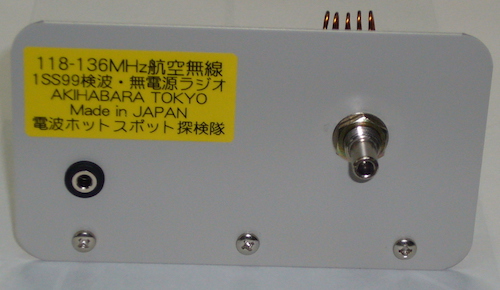 118-136MHz航空無線
1SS99検波・無電源ラジオ
AKIHABARA TOKYO
Made in JAPAN
電波ホットスポット探検隊